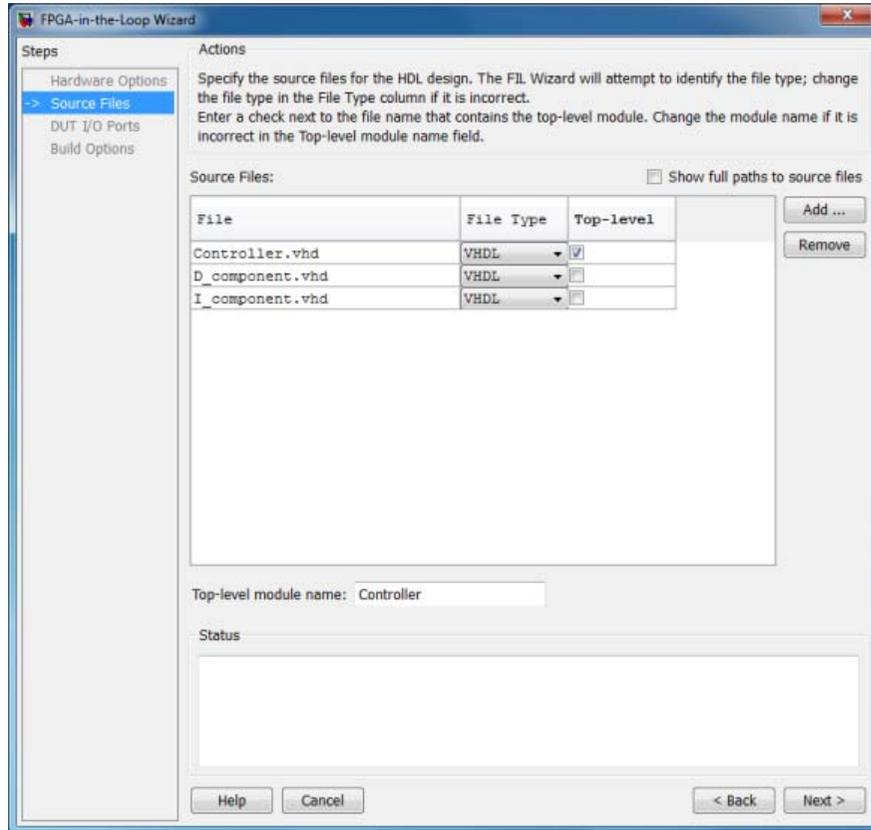 FPGA-in-the-Loop Wizard
x
Steps
Hardware Options
-> Source Files
DUT I/O Ports
Build Options
Actions
Specify the source files for the HDL design. The FIL Wizard will attempt to identify the file type; change
the file type in the File Type column if it is incorrect.
Enter a check next to the file name that contains the top-level module. Change the module name if it is
incorrect in the Top-level module name field.
Source Files:
Show full paths to source files
File File Type Top-level
Controller.vhd VHDL
D_component.vhd VHDL
I_component.vhd VHDL
Add ...
Remove
Top-level module name: Controller
Status
Help Cancel < Back Next >